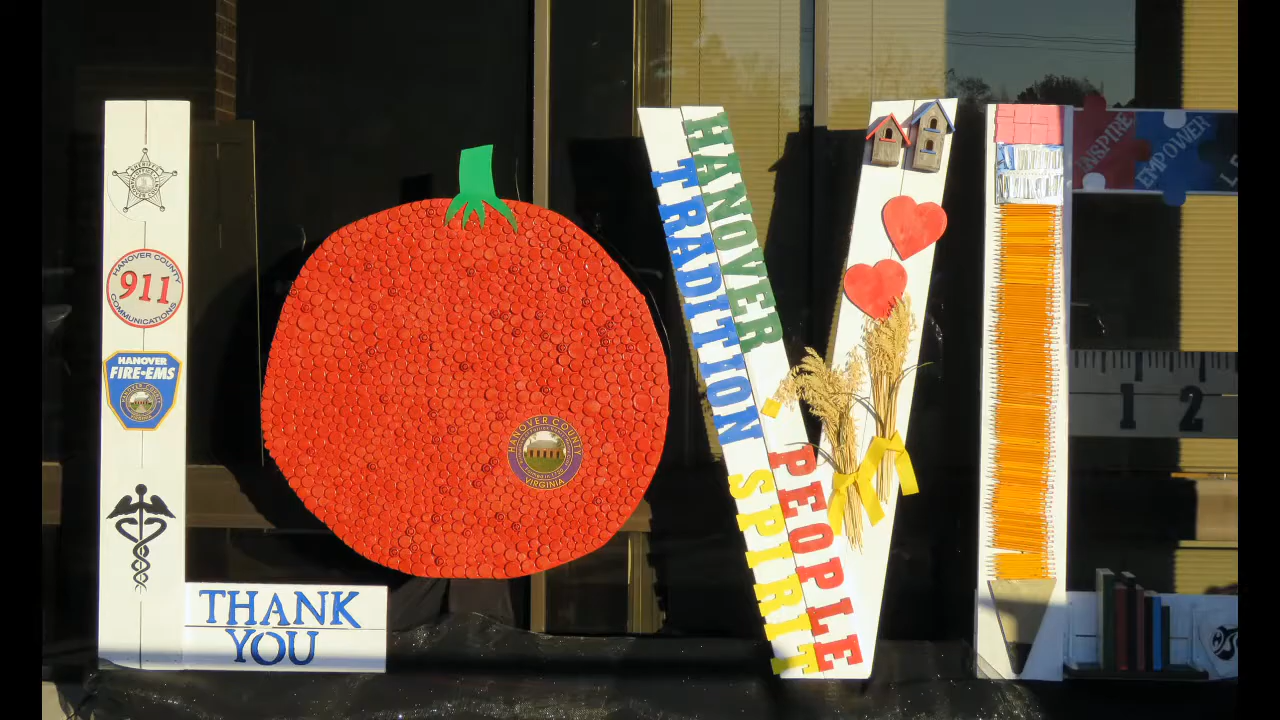 SHERIFF'S
HANOVER COUNTY
911
COMMUNICATIONS
HANOVER
FIRE-EMS
THANK
YOU
HANOVER COUNTY
VIRGINIA
HANOVER
TRADITION
PEOPLE
SPIRIT
INSPIRE
EMPOWER
1 2